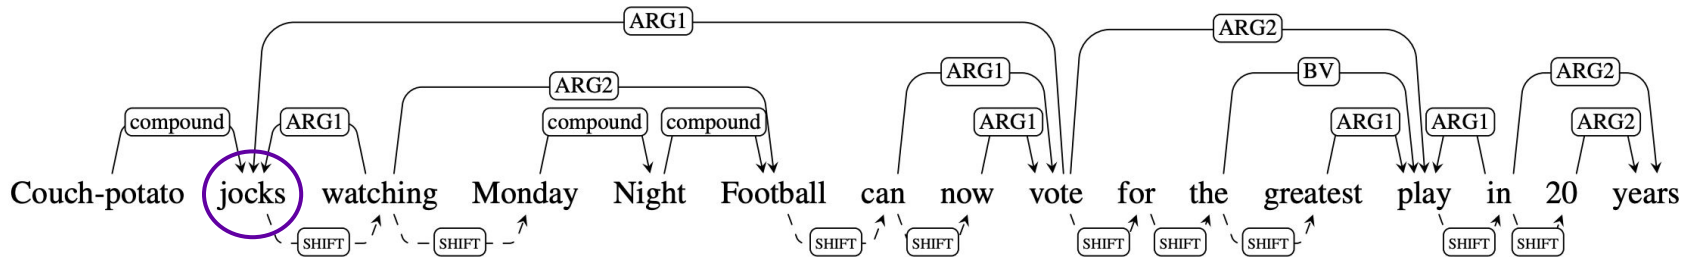 ARG1
ARG2
ARG1 BV ARG2
ARG2
compound ARG1 compound compound ARG1 ARG1 ARG1 ARG2
Couch-potato jocks watching Monday Night Football can now vote for the greatest play in 20 years
SHIFT SHIFT SHIFT SHIFT SHIFT SHIFT SHIFT SHIFT SHIFT